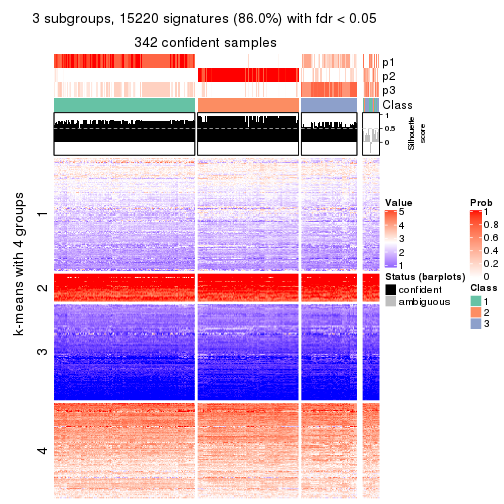 3 subgroups, 15220 signatures (86.0%) with fdr < 0.05
342 confident samples
p1
p2
p3
Class
1
0.5
0
Silhouette
score
k-means with 4 groups
1
2
3
4
Value
5
4
3
2
1
Status (barplots)
confident
ambiguous
Prob
1
0.8
0.6
0.4
0.2
0
Class
1
2
3